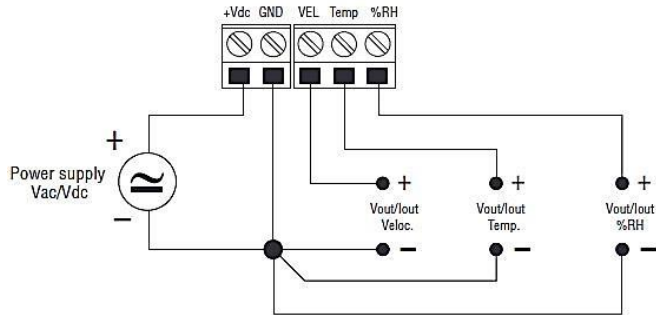 +Vdc GND VEL Temp %RH
+
Power supply
Vac/Vdc
−
+ + +
Vout/Iout Vout/Iout Vout/Iout
Veloc. Temp. %RH
− − −